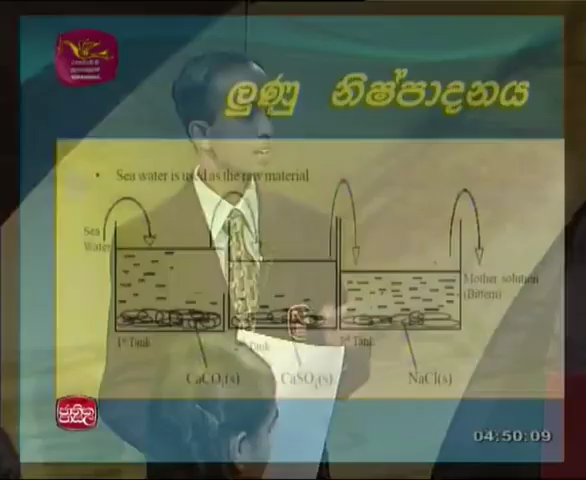 ලුණු නිෂ්පාදනය
• Sea water is used as the raw material
Sea
Water
Mother solution
(Bittern)
1st Tank
Tank
Tank
CaCO₃(s)
CaSO₄(s)
NaCl(s)
ජාතික
04:50:09